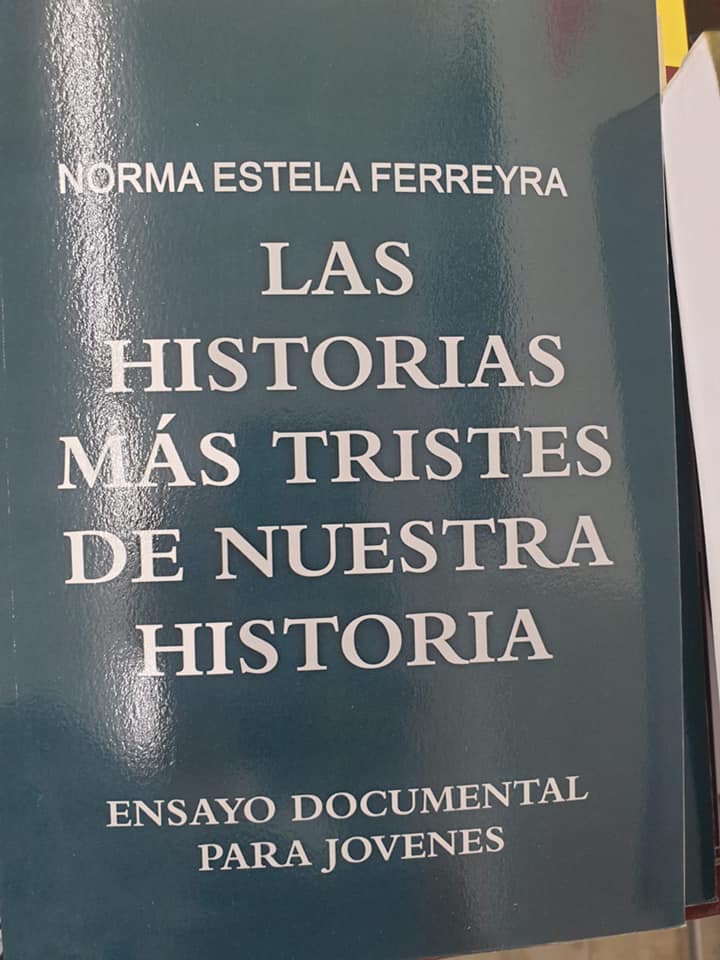 NORMA ESTELA FERREYRA
LAS
HISTORIAS
MÁS TRISTES
DE NUESTRA
HISTORIA
ENSAYO DOCUMENTAL
PARA JOVENES